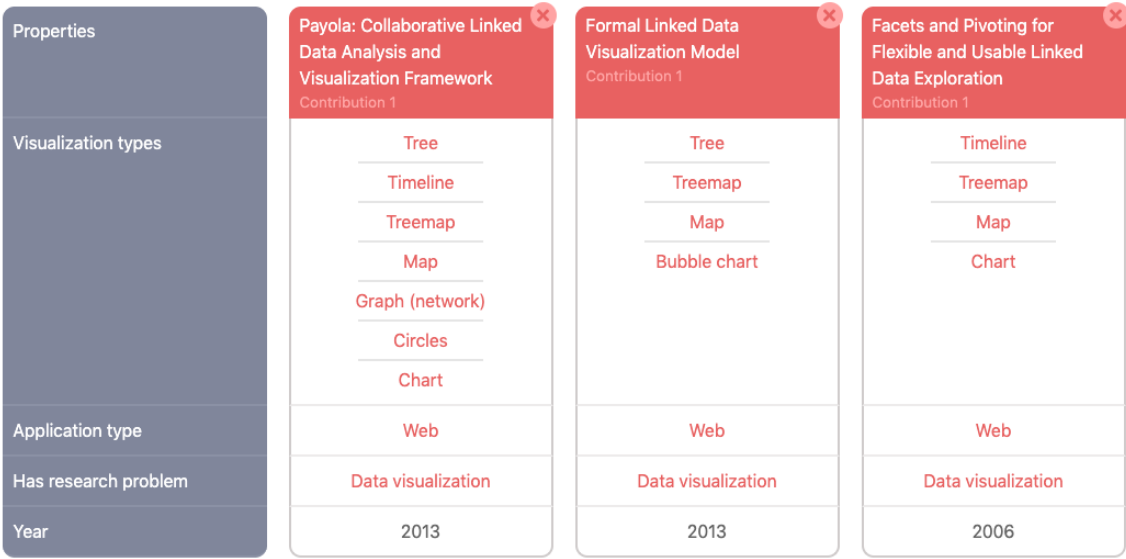 Properties
Payola: Collaborative Linked
Data Analysis and
Visualization Framework
Contribution 1
Formal Linked Data
Visualization Model
Contribution 1
Facets and Pivoting for
Flexible and Usable Linked
Data Exploration
Contribution 1
Visualization types
Tree
Timeline
Treemap
Map
Graph (network)
Circles
Chart
Tree
Treemap
Map
Bubble chart
Timeline
Treemap
Map
Chart
Application type
Web
Web
Web
Has research problem
Data visualization
Data visualization
Data visualization
Year
2013
2013
2006